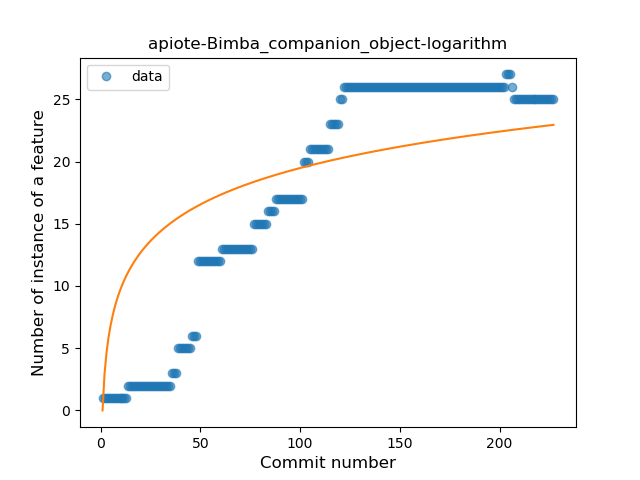 apiote-Bimba_companion_object-logarithm
data
Number of instance of a feature
25
20
15
10
5
0
0 50 100 150 200
Commit number